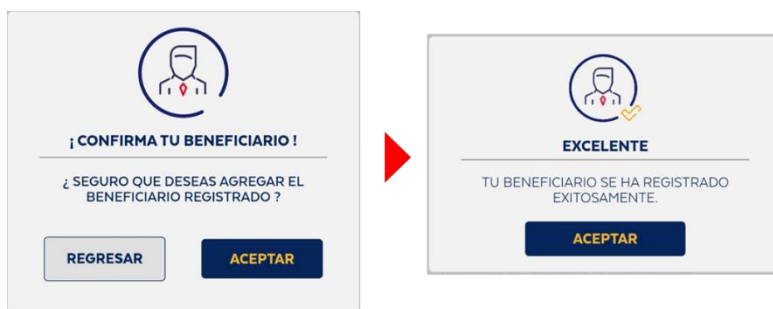 ¡ CONFIRMA TU BENEFICIARIO !
¿ SEGURO QUE DESEAS AGREGAR EL
BENEFICIARIO REGISTRADO ?
REGRESAR
ACEPTAR
EXCELENTE
TU BENEFICIARIO SE HA REGISTRADO
EXITOSAMENTE.
ACEPTAR